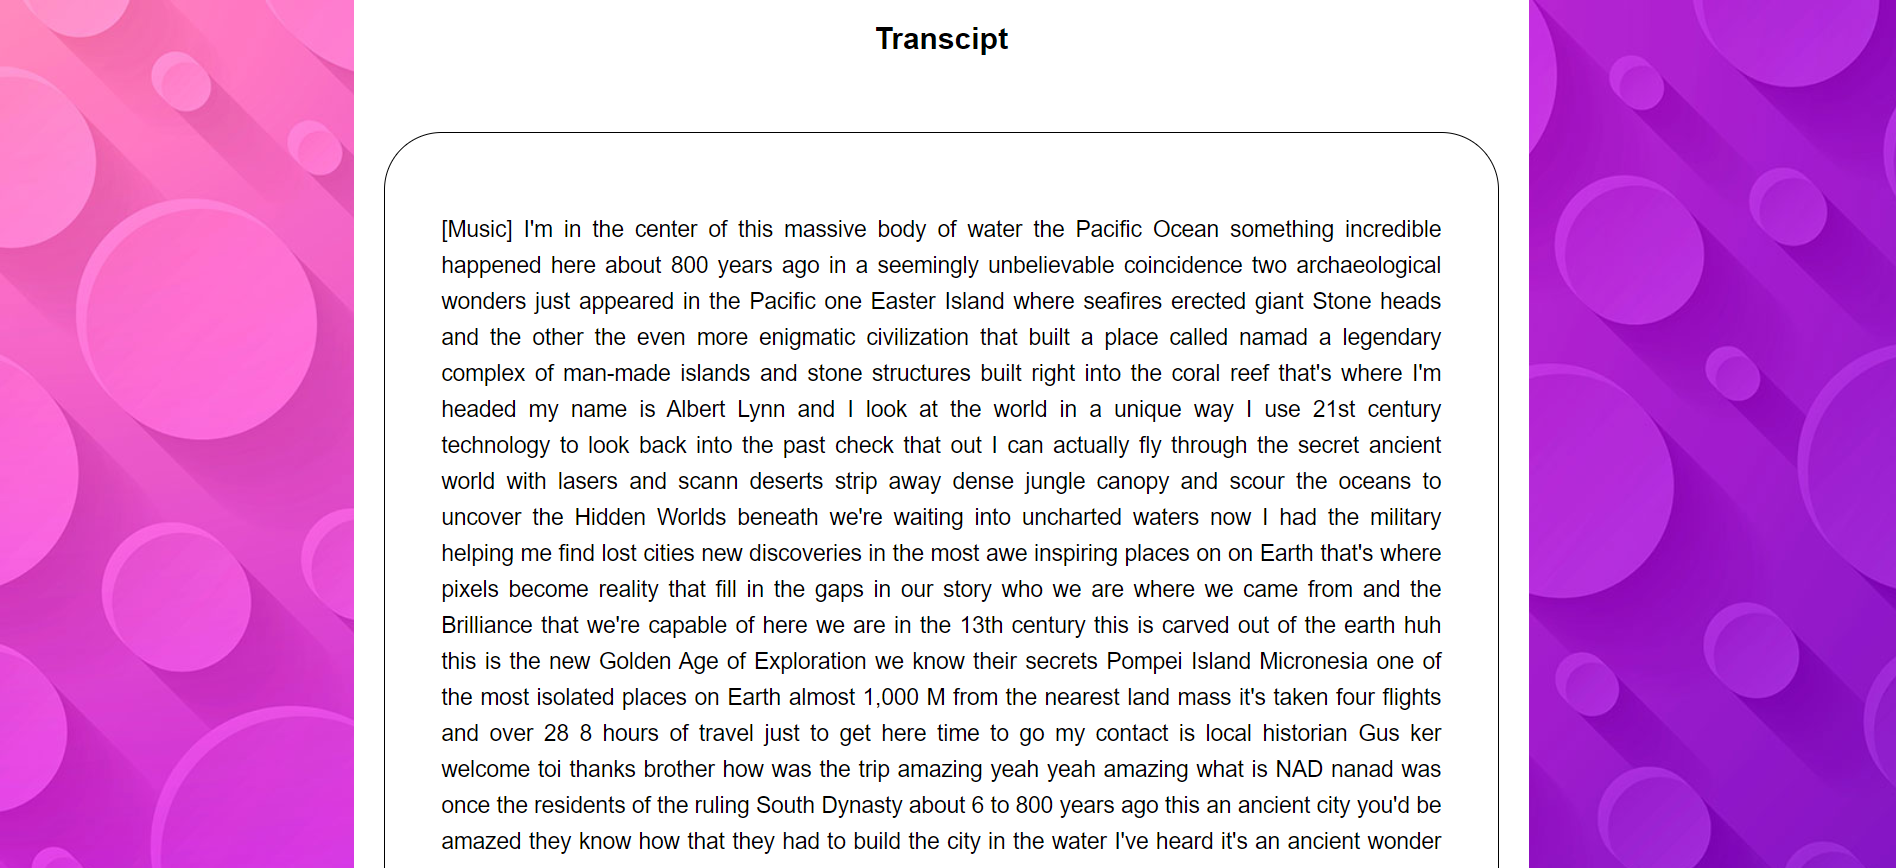 Transcipt
[Music] I'm in the center of this massive body of water the Pacific Ocean something incredible
happened here about 800 years ago in a seemingly unbelievable coincidence two archaeological
wonders just appeared in the Pacific one Easter Island where seafires erected giant Stone heads
and the other the even more enigmatic civilization that built a place called namad a legendary
complex of man-made islands and stone structures built right into the coral reef that's where I'm
headed my name is Albert Lynn and I look at the world in a unique way I use 21st century
technology to look back into the past check that out I can actually fly through the secret ancient
world with lasers and scann deserts strip away dense jungle canopy and scour the oceans to
uncover the Hidden Worlds beneath we're waiting into uncharted waters now I had the military
helping me find lost cities new discoveries in the most awe inspiring places on on Earth that's where
pixels become reality that fill in the gaps in our story who we are where we came from and the
Brilliance that we're capable of here we are in the 13th century this is carved out of the earth huh
this is the new Golden Age of Exploration we know their secrets Pompei Island Micronesia one of
the most isolated places on Earth almost 1,000 M from the nearest land mass it's taken four flights
and over 28 8 hours of travel just to get here time to go my contact is local historian Gus ker
welcome toi thanks brother how was the trip amazing yeah yeah amazing what is NAD nanad was
once the residents of the ruling South Dynasty about 6 to 800 years ago this an ancient city you'd be
amazed they know how that they had to build the city in the water I've heard it's an ancient wonder